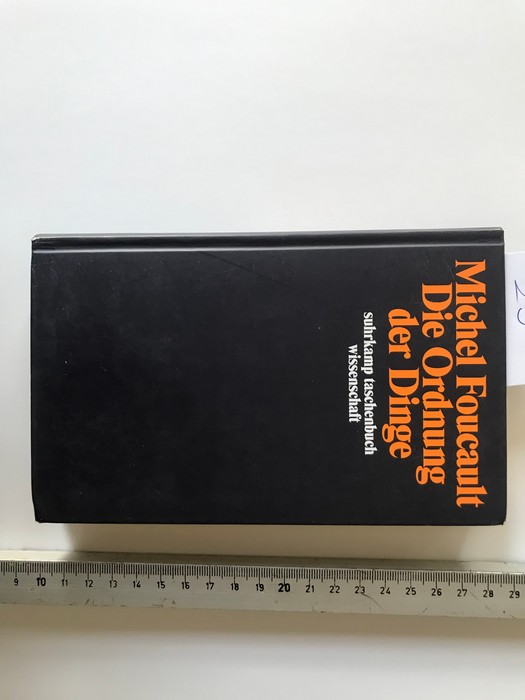 Michel Foucault
Die Ordnung
der Dinge
suhrkamp taschenbuch
wissenschaft
9 10 11 12 13 14 15 16 17 18 19 20 21 22 23 24 25 26 27 28 29